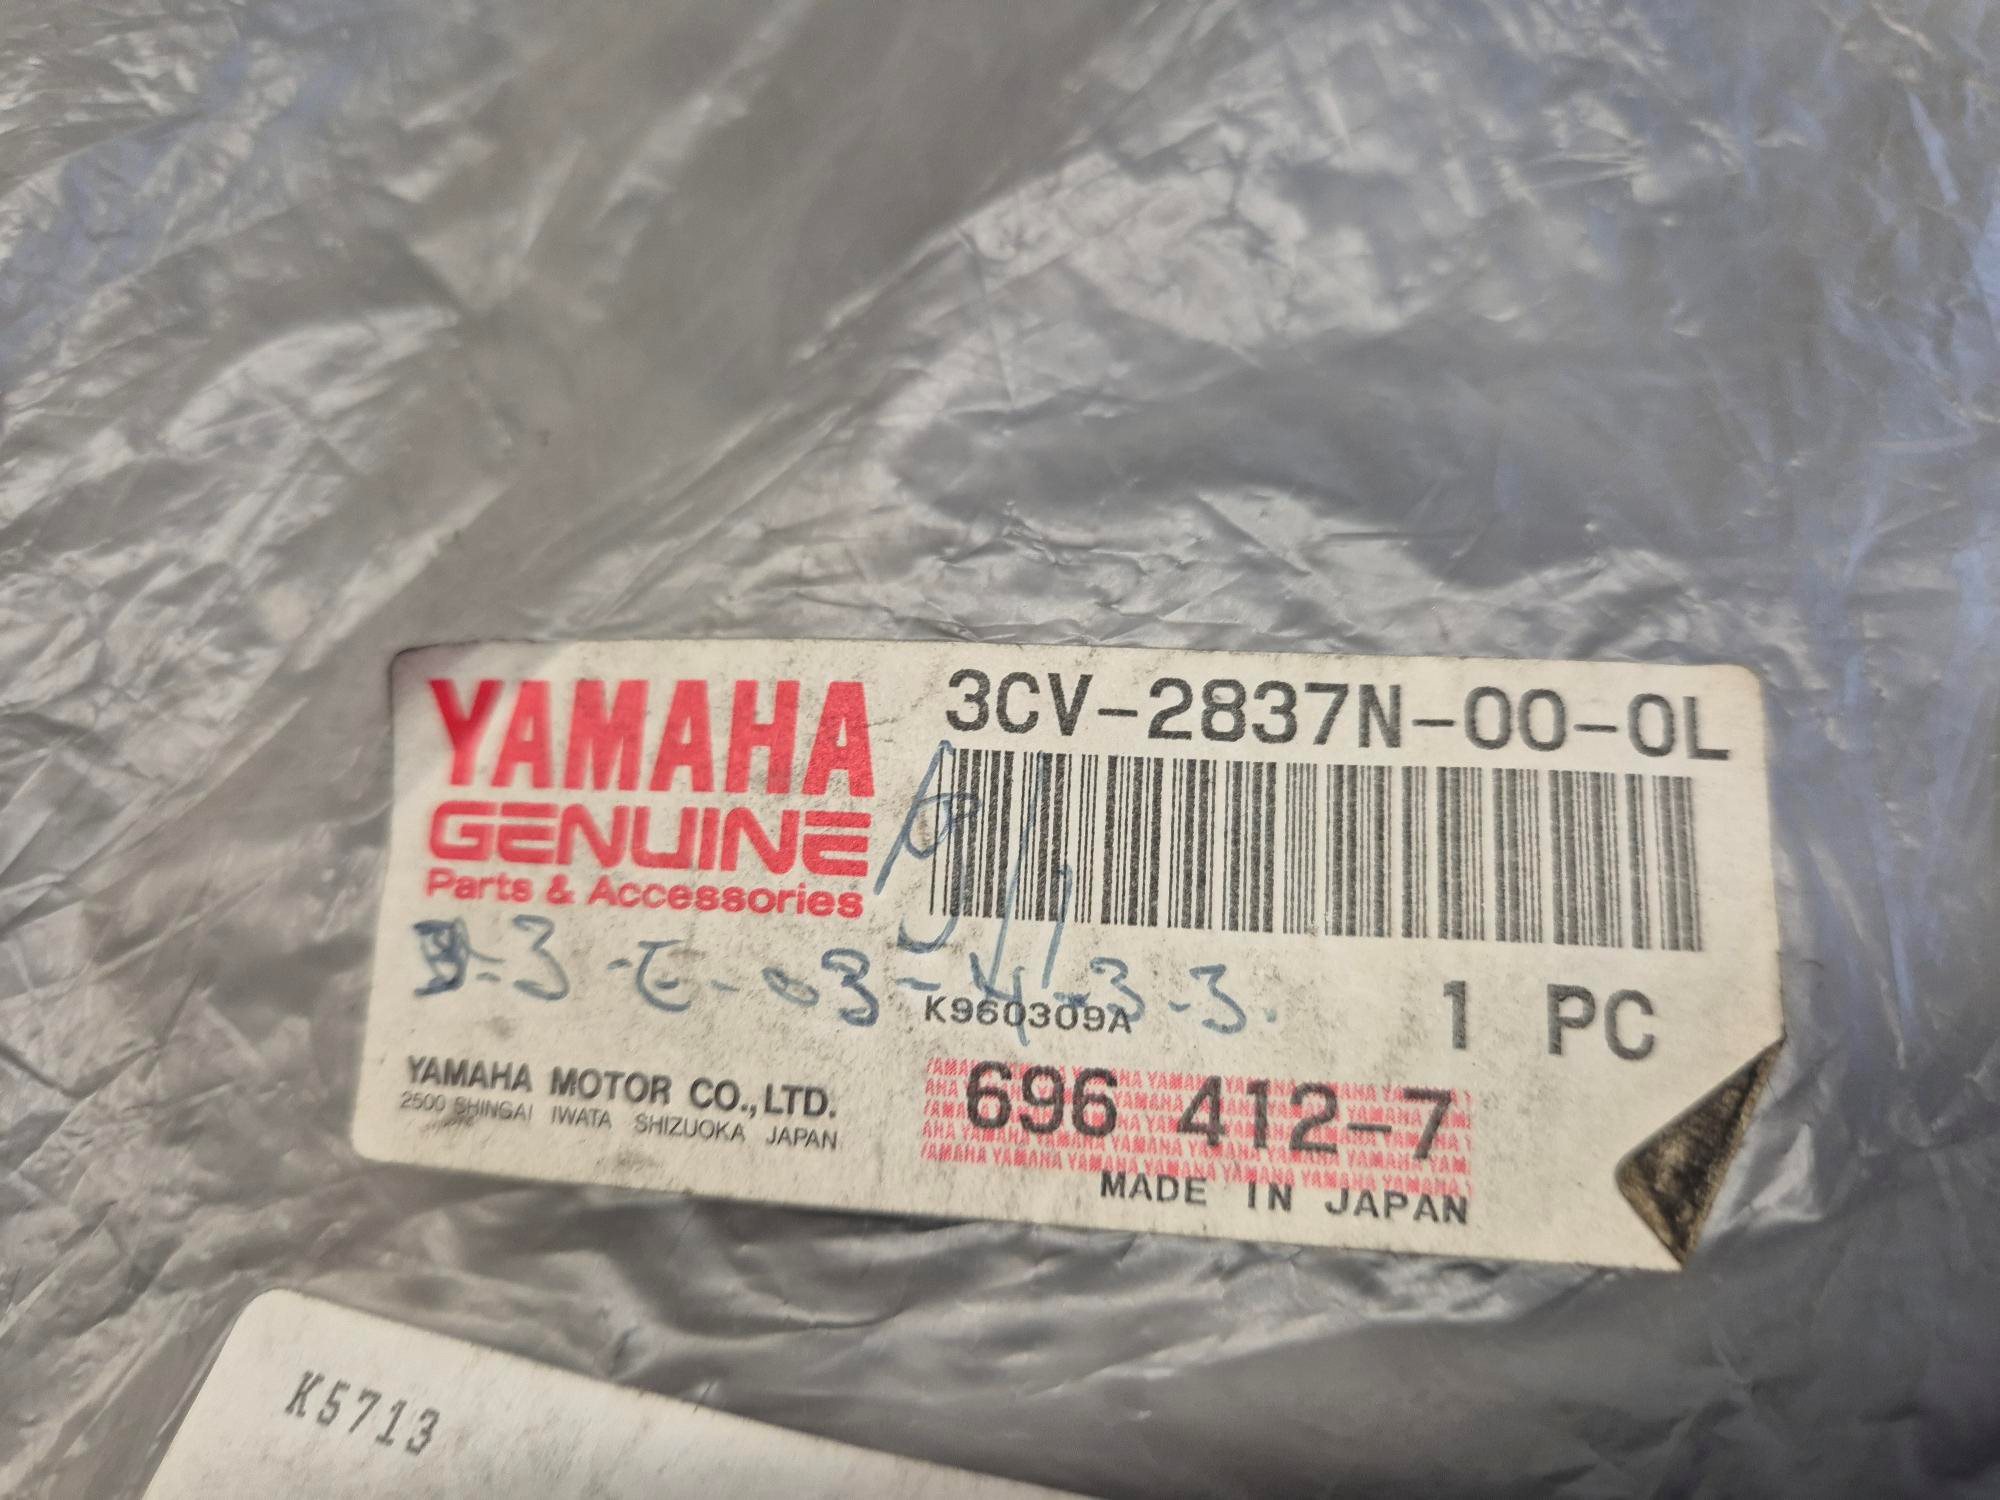 YAMAHA
GENUINE
Parts & Accessories
3CV-2837N-00-0L
K960309A
1 PC
YAMAHA MOTOR CO.,LTD.
2500 SHINGAI IWATA SHIZUOKA JAPAN
696 412-7
MADE IN JAPAN
K5713